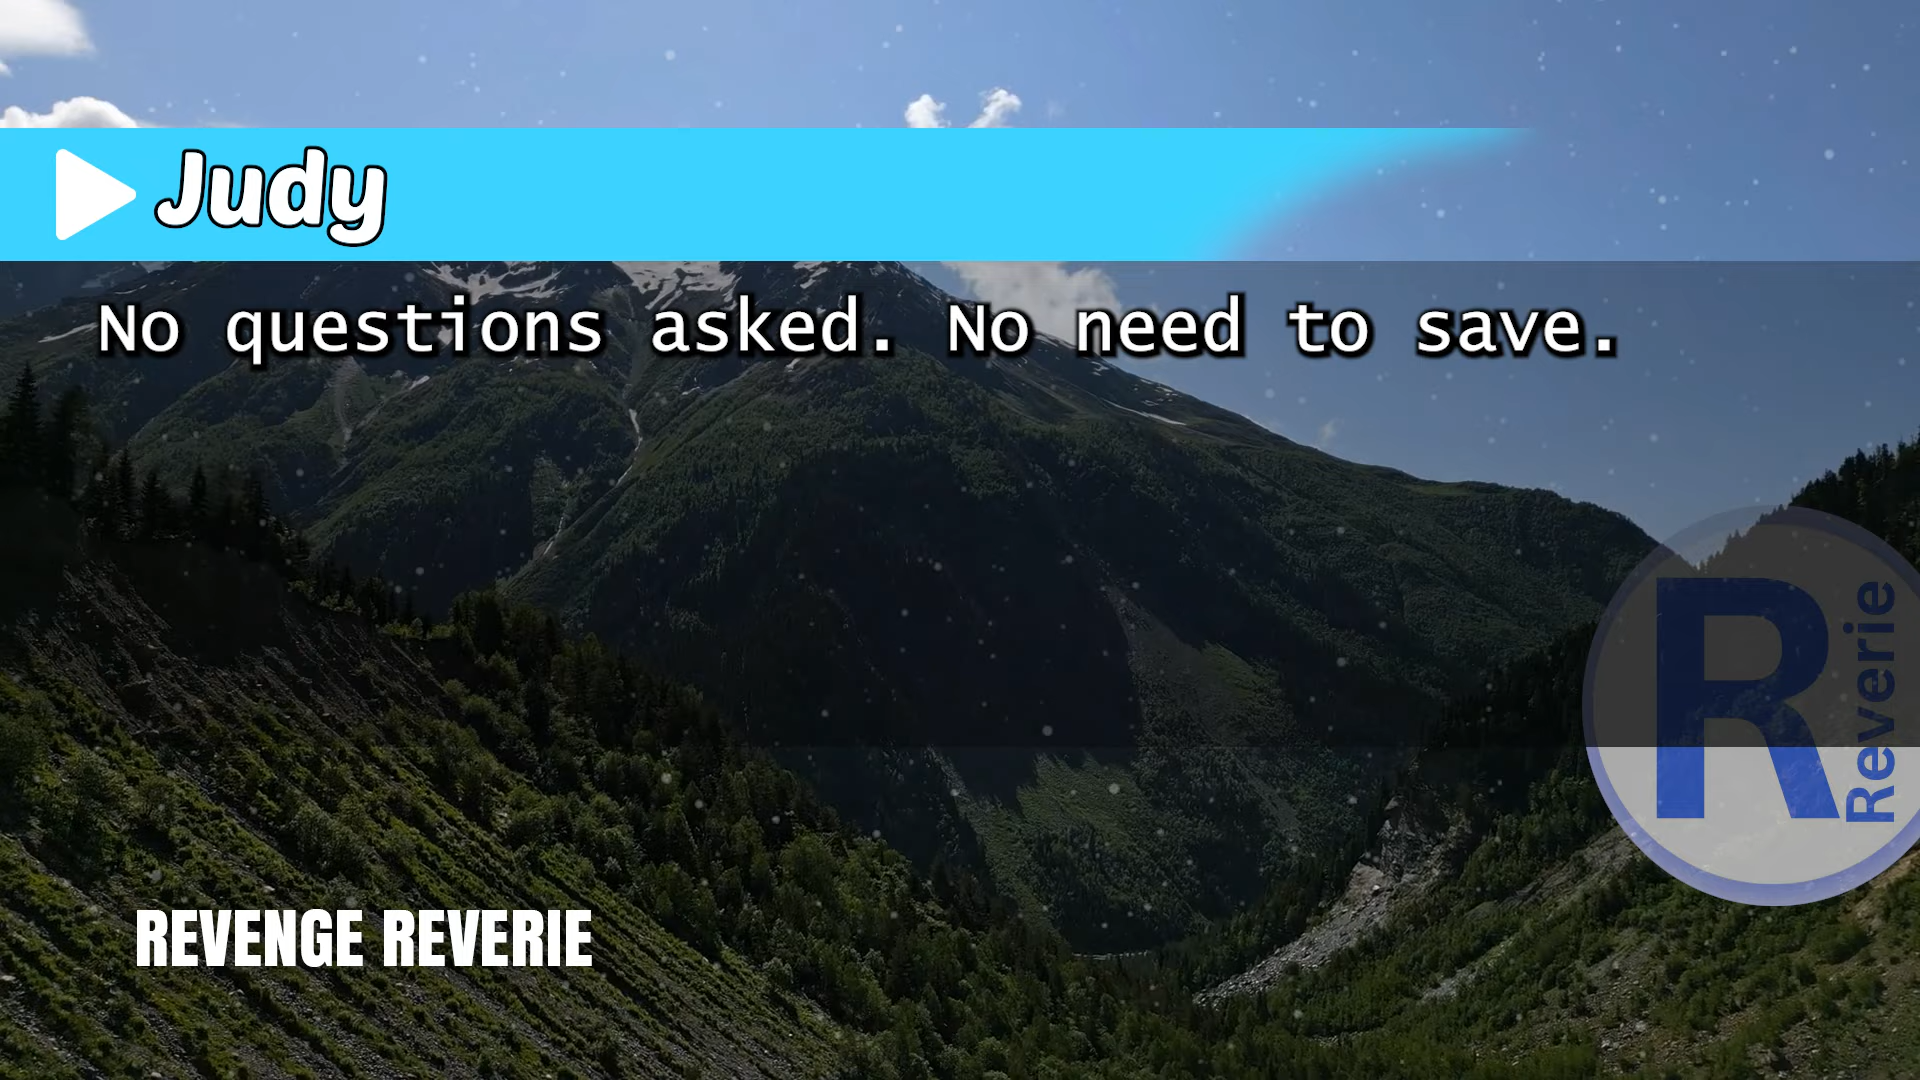 Judy
No questions asked. No need to save.
R
Reverie
REVENGE REVERIE